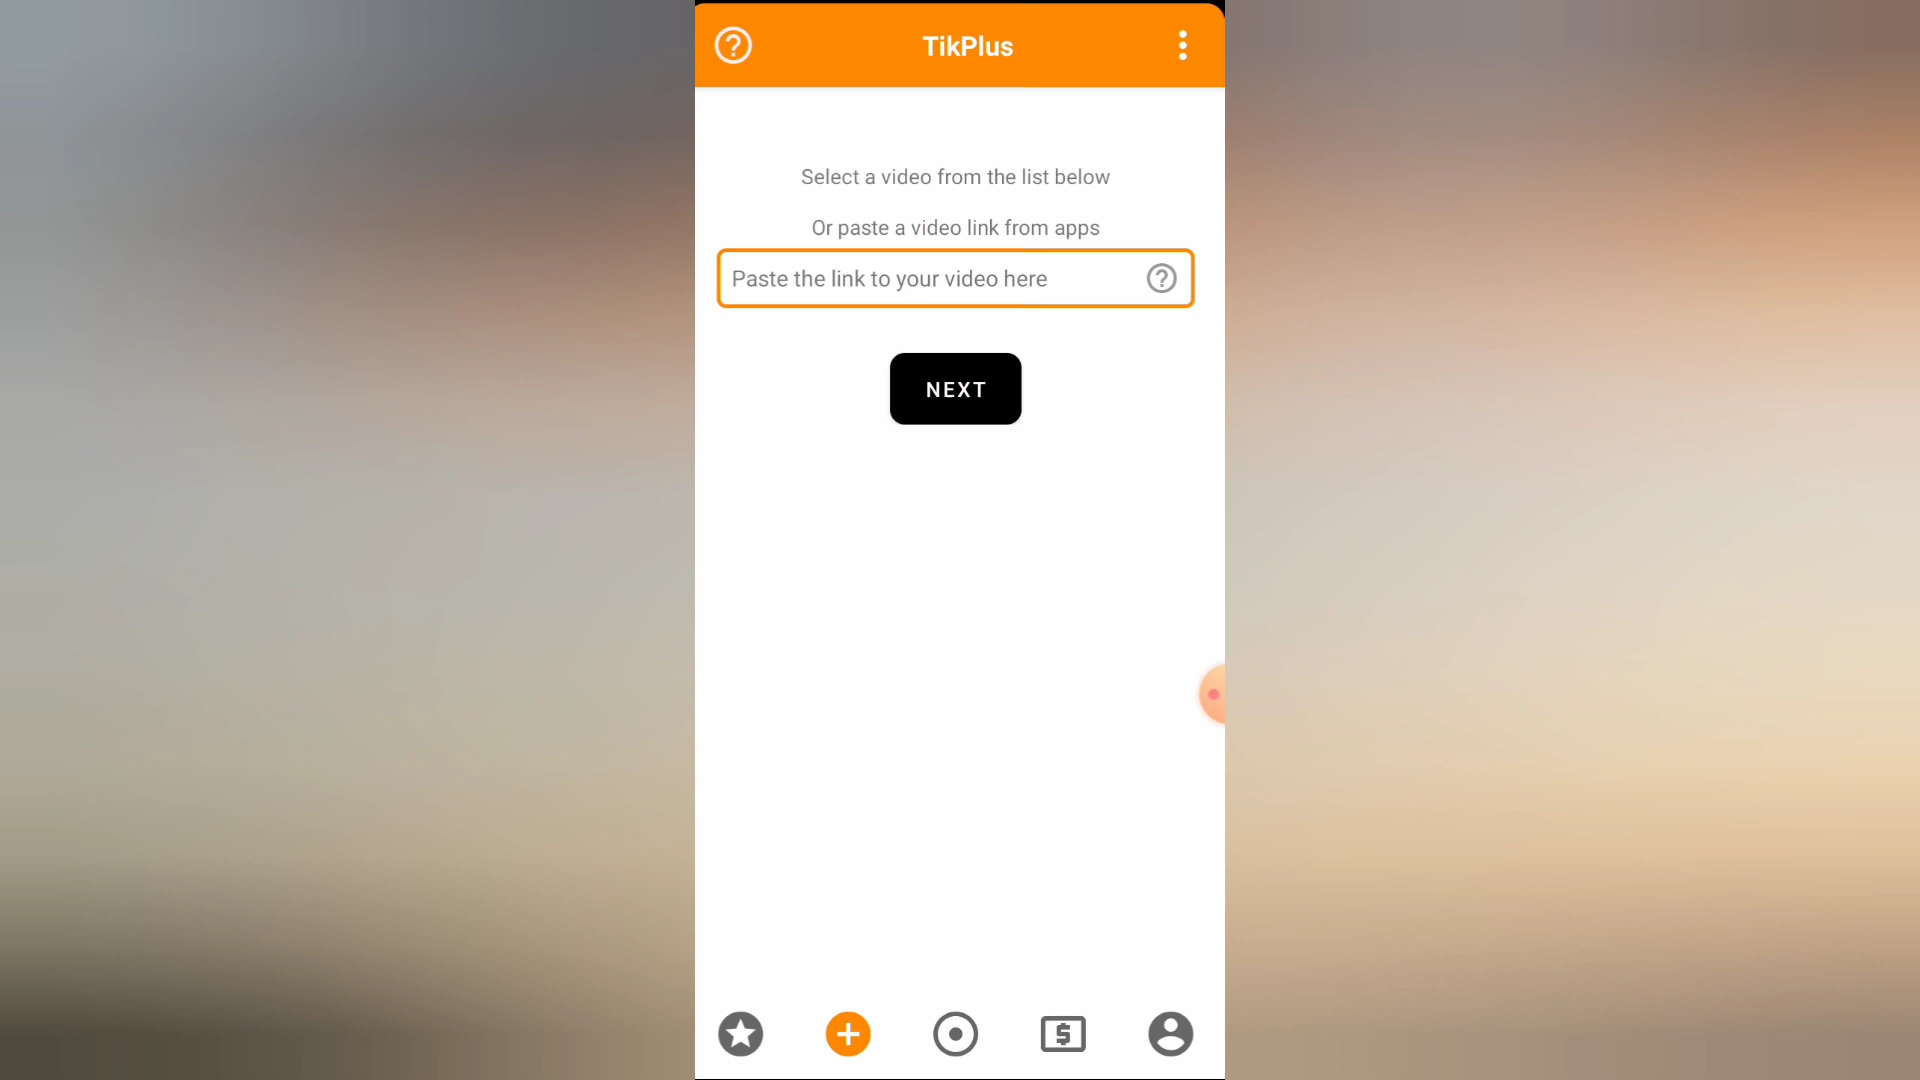 TikPlus
Select a video from the list below
Or paste a video link from apps
Paste the link to your video here
NEXT